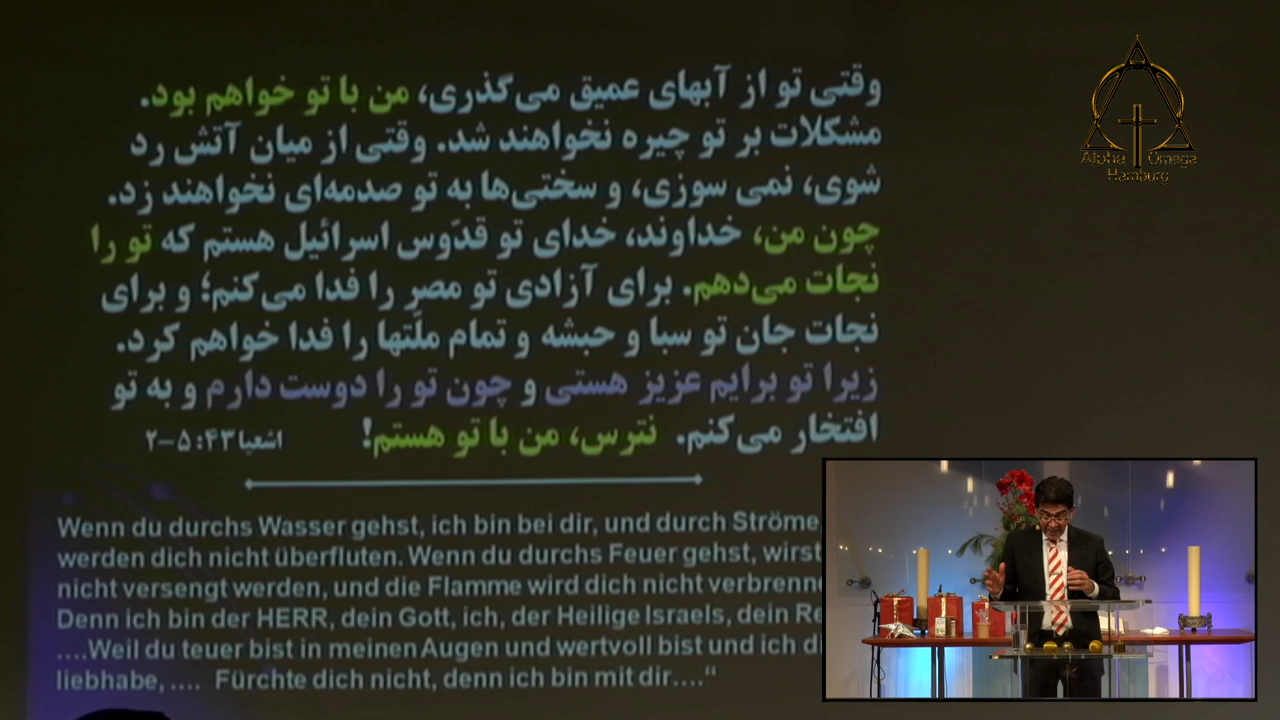 وقتی تو از آبهای عمیق می‌گذری، من با تو خواهم بود.
مشکلات بر تو چیره نخواهند شد. وقتی از میان آتش رد
شوی، نمی سوزی، و سختی‌ها به تو صدمه‌ای نخواهند زد.
چون من، خداوند، خدای تو قدّوس اسرائیل هستم که تو را
نجات می‌دهم. برای آزادی تو مصر را فدا می‌کنم؛ و برای
نجات جان تو سبا و حبشه و تمام ملّتها را فدا خواهم کرد.
زیرا تو برایم عزیز هستی و چون تو را دوست دارم و به تو
افتخار می‌کنم. نترس، من با تو هستم! اشعیا ۴۳:۵-۲
Wenn du durchs Wasser gehst, ich bin bei dir, und durch Ströme
werden dich nicht überfluten. Wenn du durchs Feuer gehst, wirst
nicht versengt werden, und die Flamme wird dich nicht verbrenne
Denn ich bin der HERR, dein Gott, ich, der Heilige Israels, dein Re
....Weil du teuer bist in meinen Augen und wertvoll bist und ich di
liebhabe, .... Fürchte dich nicht, denn ich bin mit dir...."
Alpha Omega
Hamburg